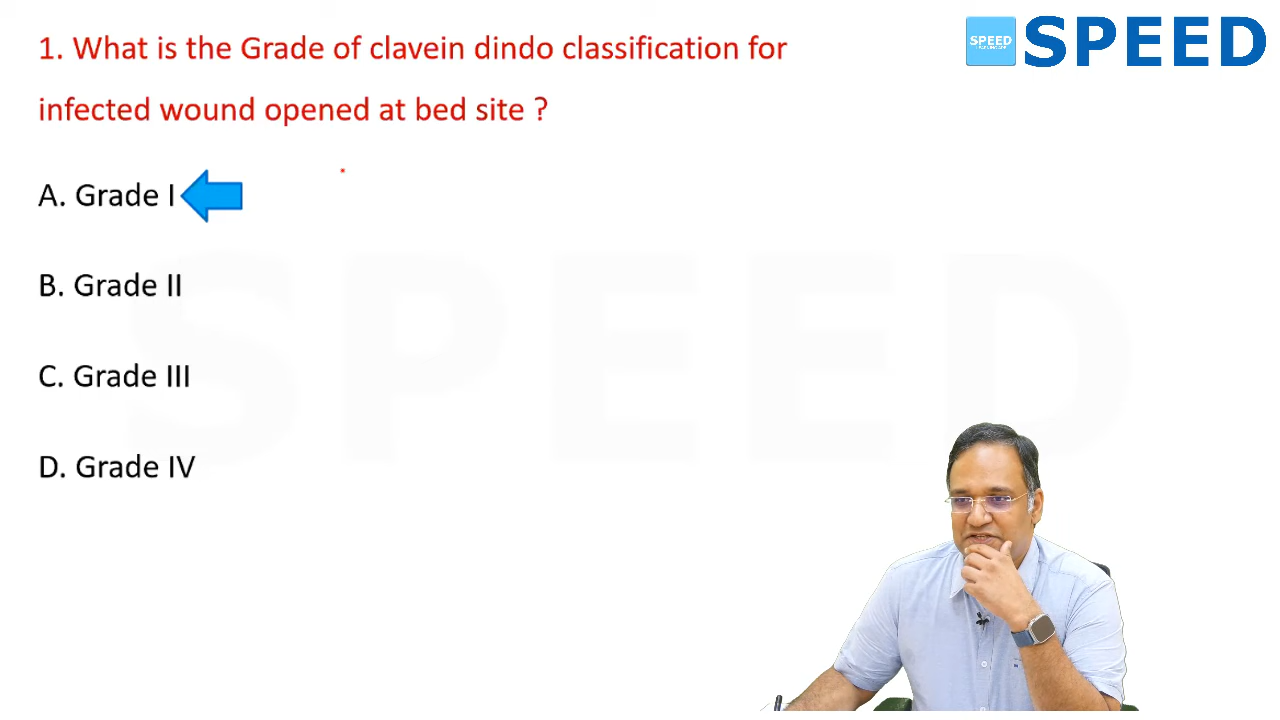 1. What is the Grade of clavein dindo classification for
infected wound opened at bed site ?
A. Grade I
B. Grade II
C. Grade III
D. Grade IV
SPEED
SPEED
SPEED